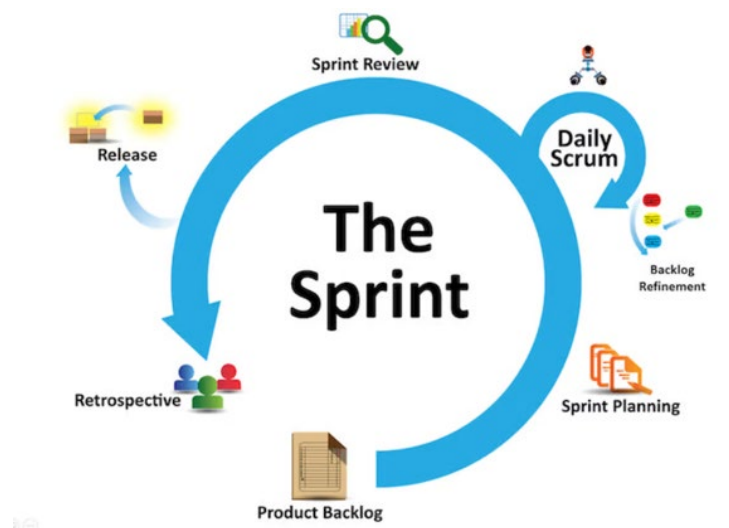 Sprint Review
Daily
Scrum
Release
The
Sprint
Backlog
Refinement
Retrospective
Sprint Planning
Product Backlog